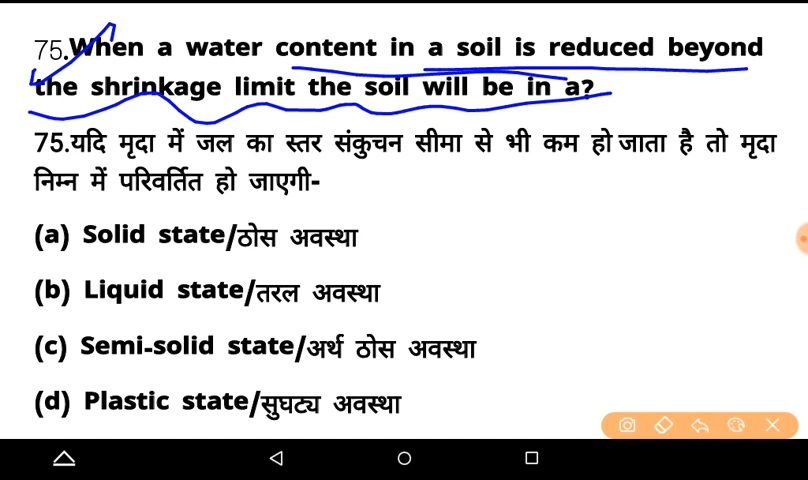 75.When a water content in a soil is reduced beyond
the shrinkage limit the soil will be in a?
75.यदि मृदा में जल का स्तर संकुचन सीमा से भी कम हो जाता है तो मृदा
निम्न में परिवर्तित हो जाएगी-
(a) Solid state/ठोस अवस्था
(b) Liquid state/तरल अवस्था
(c) Semi-solid state/अर्थ ठोस अवस्था
(d) Plastic state/सुघट्य अवस्था